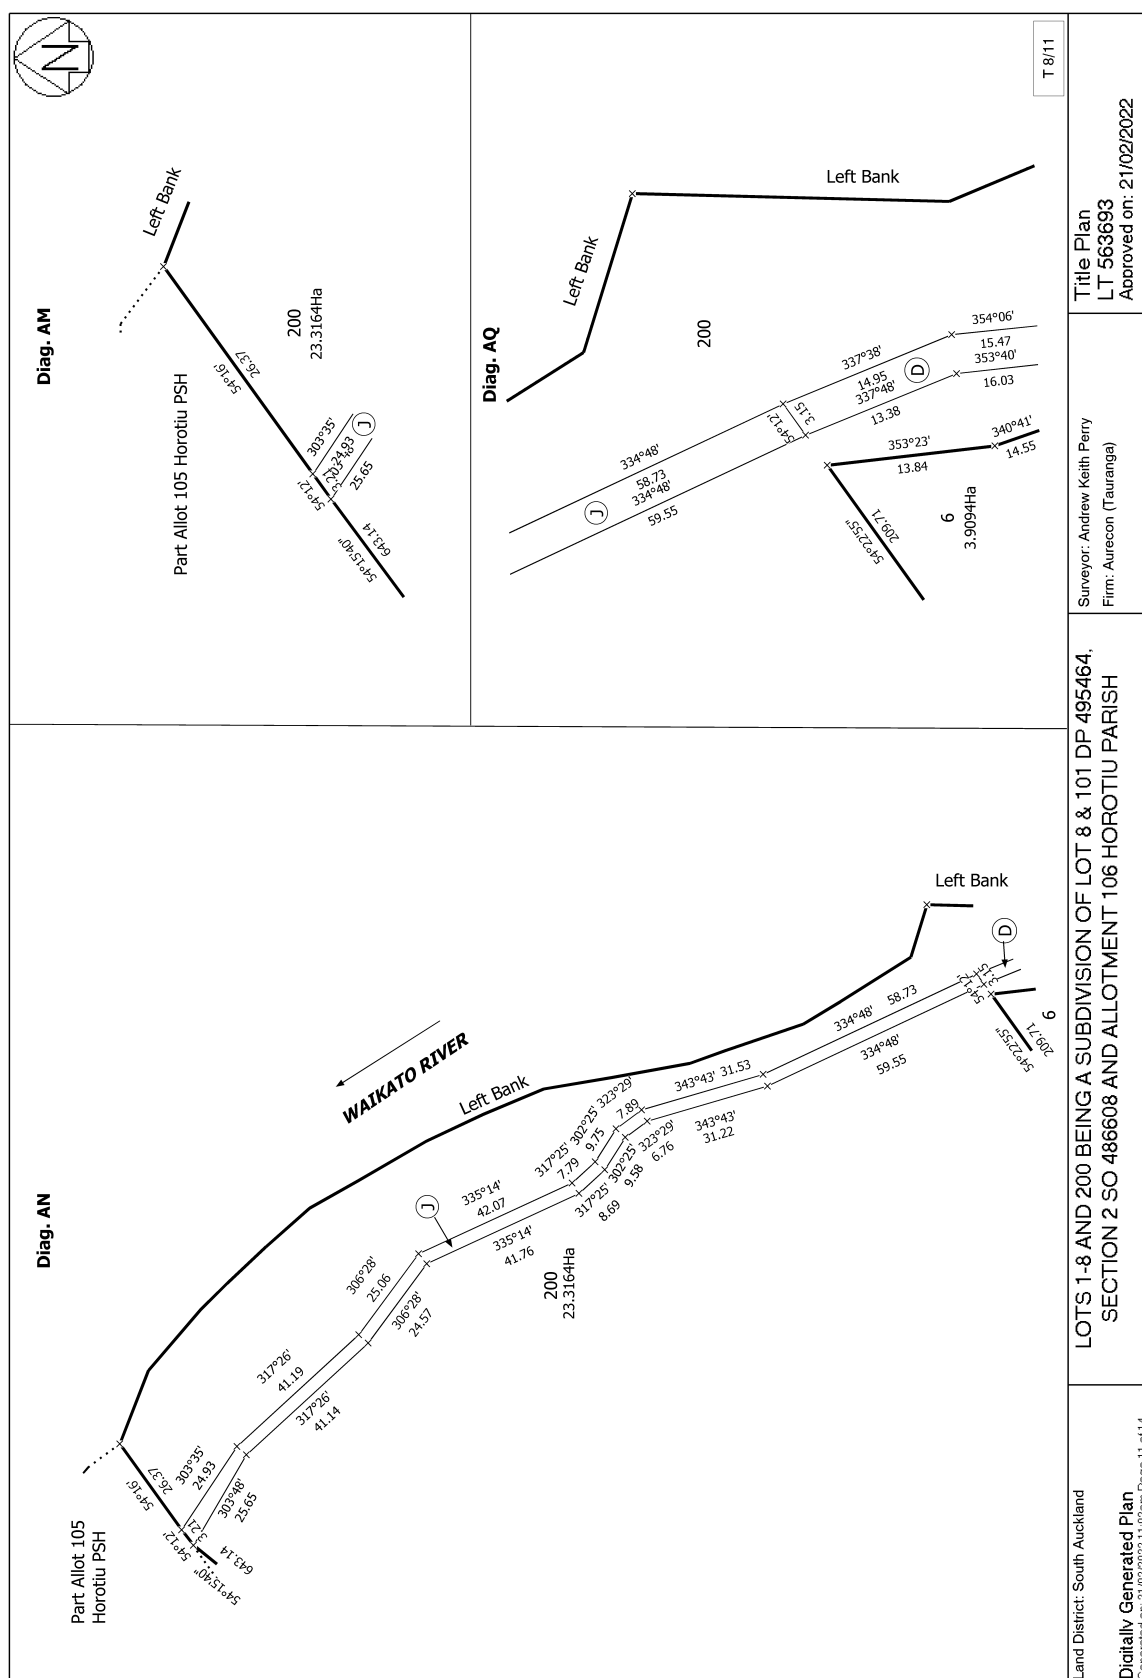 N
T 8/11
Diag. AM
Left Bank
Part Allot 105 Horotiu PSH
54°16'
26.37
200
23.3164Ha
303°35'
24.93
J
54°12'
25.65
54°15'40"
643.14
Diag. AQ
Left Bank
Left Bank
200
334°48'
58.73
334°48'
59.55
J
54°12'
3.15
337°38'
14.95
337°48'
13.38
D
354°06'
15.47
353°40'
16.03
353°23'
13.84
340°41'
14.55
54°22'55"
209.71
6
3.9094Ha
Diag. AN
WAIKATO RIVER
Left Bank
Left Bank
Part Allot 105
Horotiu PSH
54°16'
26.37
54°12'
3.21
54°15'40"
643.14
303°35'
24.93
303°48'
25.65
317°26'
41.19
317°26'
41.14
306°28'
25.06
306°28'
24.57
J
335°14'
42.07
335°14'
41.76
200
23.3164Ha
317°25'
7.79
302°25'
9.75
323°29'
7.89
317°25'
8.69
302°25'
9.58
323°29'
6.76
343°43' 31.53
343°43'
31.22
334°48'
58.73
334°48'
59.55
54°12'
3.15
D
54°22'55"
209.71
6
Land District: South Auckland
Digitally Generated Plan
LOTS 1-8 AND 200 BEING A SUBDIVISION OF LOT 8 & 101 DP 495464,
SECTION 2 SO 486608 AND ALLOTMENT 106 HOROTIU PARISH
Surveyor: Andrew Keith Perry
Firm: Aurecon (Tauranga)
Title Plan
LT 563693
Approved on: 21/02/2022